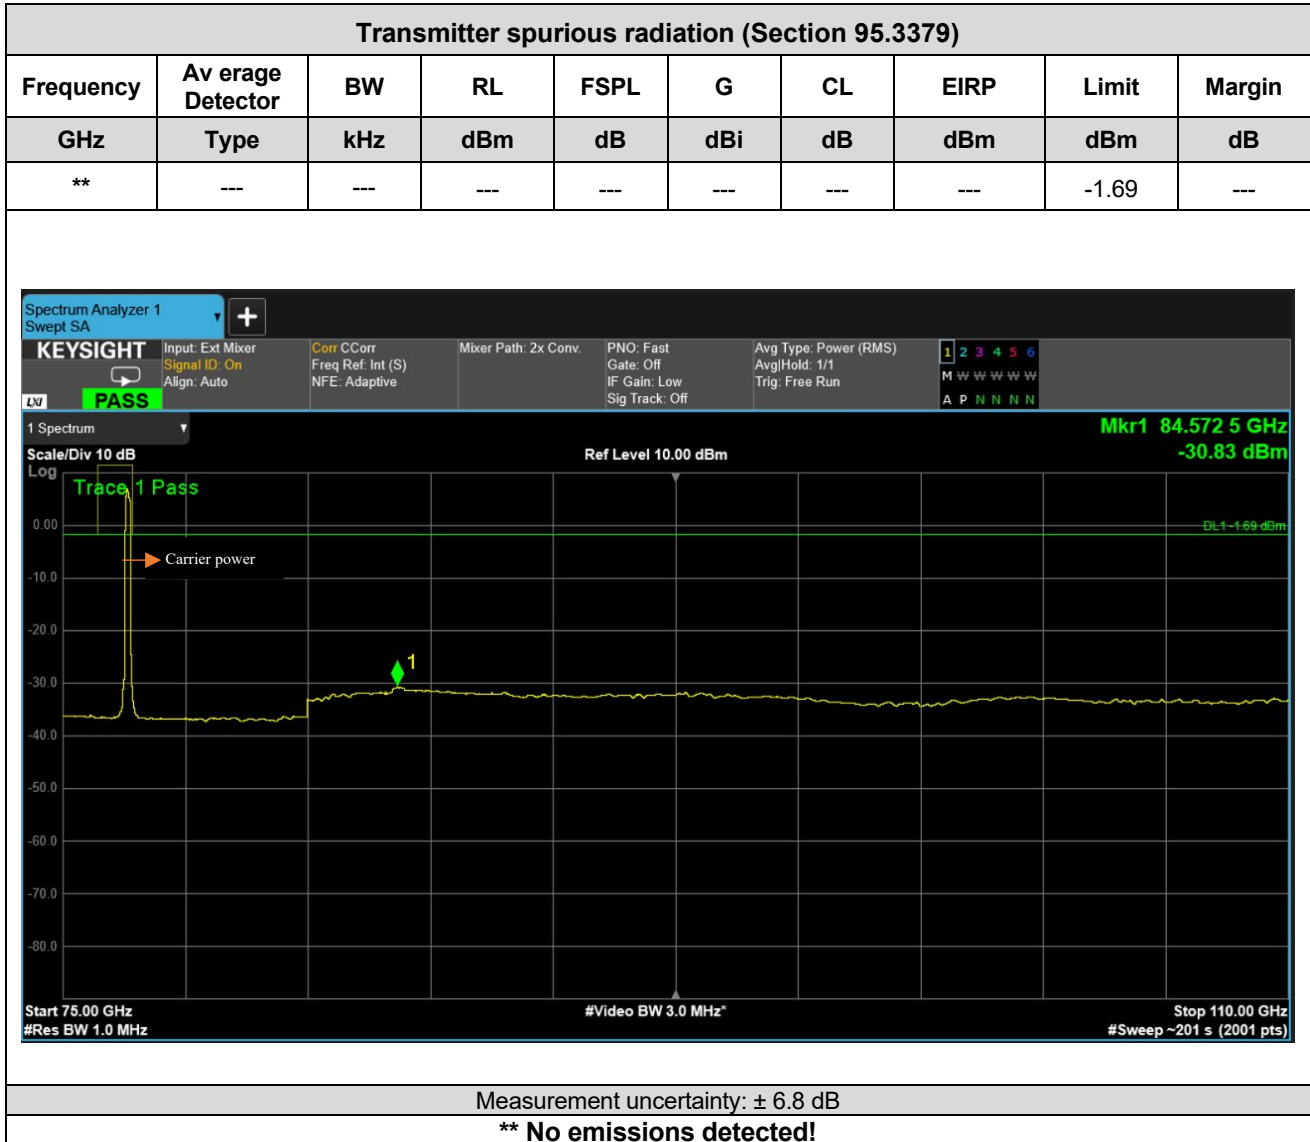 Transmitter spurious radiation (Section 95.3379)
Frequency Av erage Detector BW RL FSPL G CL EIRP Limit Margin
GHz Type kHz dBm dB dBi dB dBm dBm dB
** --- --- --- --- --- --- --- -1.69 ---
Spectrum Analyzer 1
Swept SA
+
KEYSIGHT Input: Ext Mixer Corr CCorr Mixer Path: 2x Conv. PNO: Fast Avg Type: Power (RMS) 1 2 3 4 5 6
Signal ID: On Freq Ref: Int (S) Gate: Off Avg|Hold: 1/1 M W W W W W
Align: Auto NFE: Adaptive IF Gain: Low Trig: Free Run
LXI PASS Sig Track: Off A P N N N N
1 Spectrum Mkr1 84.572 5 GHz
Scale/Div 10 dB Ref Level 10.00 dBm -30.83 dBm
Log
Trace 1 Pass
0.00 DL1 -1.69 dBm
Carrier power
-10.0
-20.0
1
-30.0
-40.0
-50.0
-60.0
-70.0
-80.0
Start 75.00 GHz #Video BW 3.0 MHz* Stop 110.00 GHz
#Res BW 1.0 MHz #Sweep ~201 s (2001 pts)
Measurement uncertainty: ± 6.8 dB
** No emissions detected!